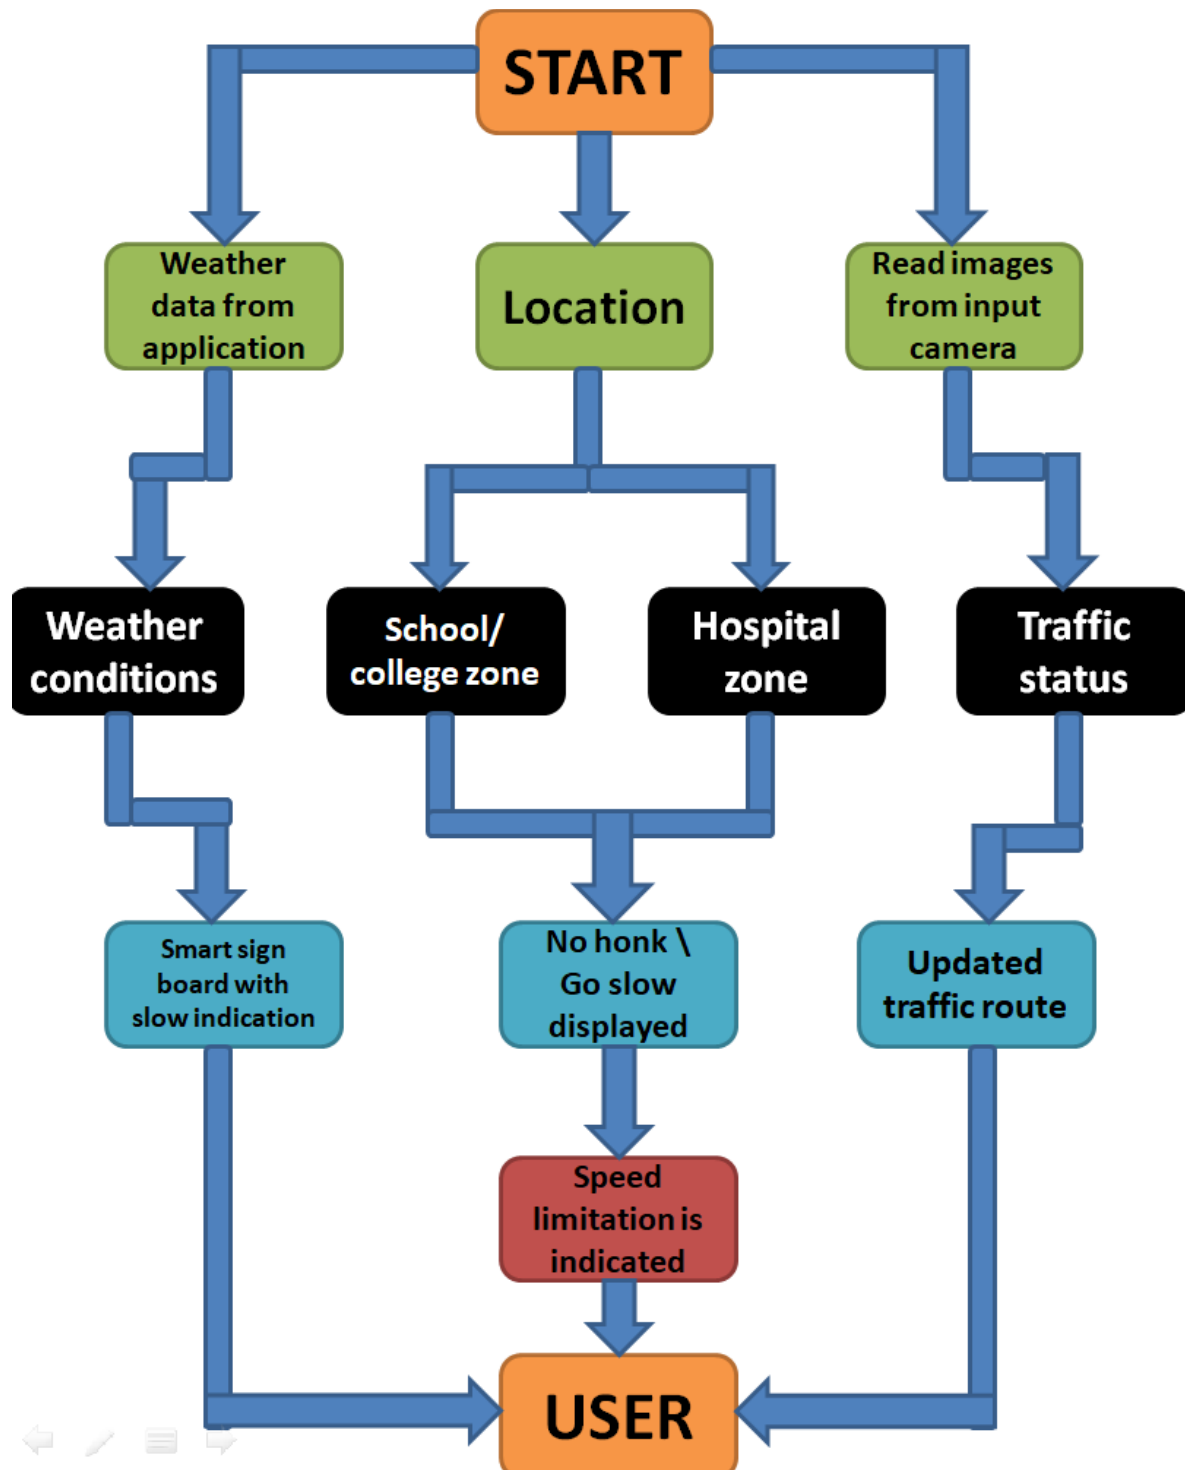 START
Weather
data from
application
Location
Read images
from input
camera
Weather
conditions
School/
college zone
Hospital
zone
Traffic
status
Smart sign
board with
slow indication
No honk \
Go slow
displayed
Updated
traffic route
Speed
limitation is
indicated
USER